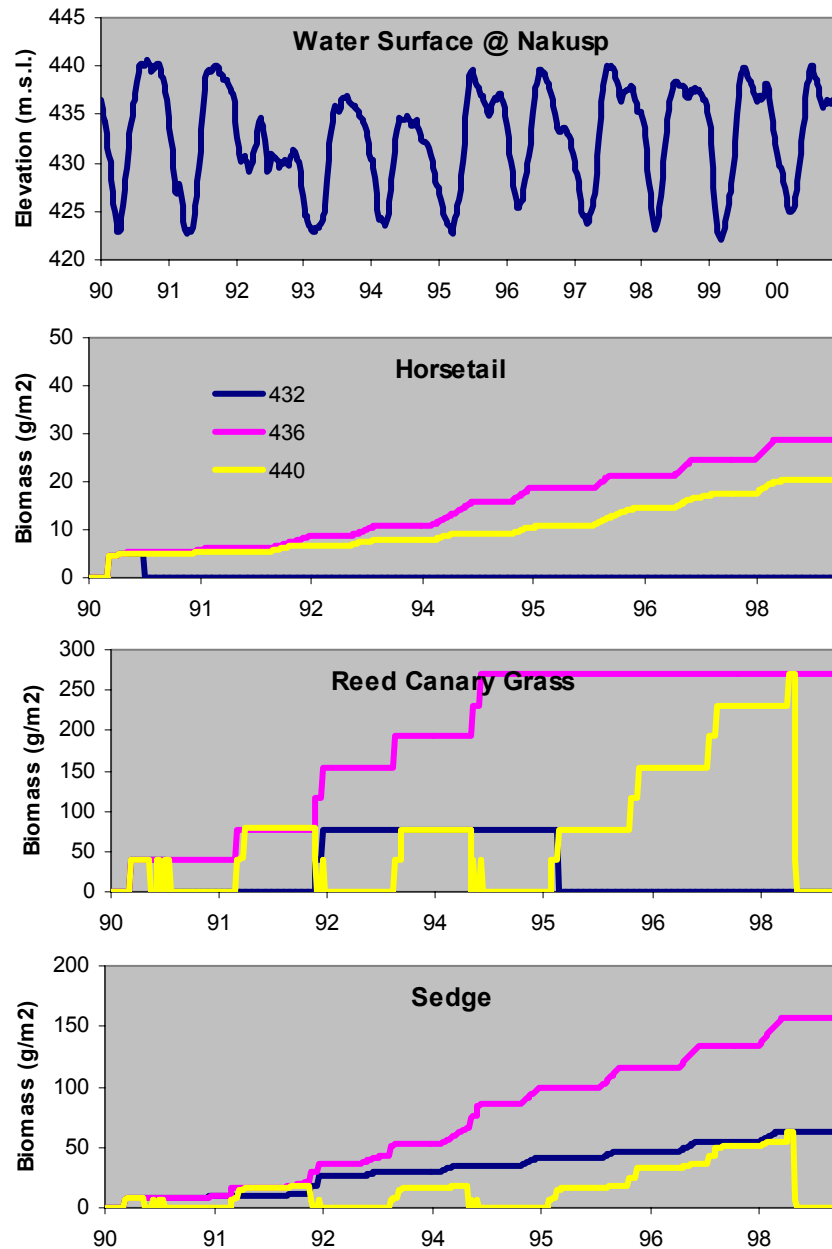 Water Surface @ Nakusp
Elevation (m.s.l.)
445
440
435
430
425
420
90 91 92 93 94 95 96 97 98 99 00
Horsetail
Biomass (g/m2)
50
40
30
20
10
0
432
436
440
90 91 92 94 95 96 98
Reed Canary Grass
Biomass (g/m2)
300
250
200
150
100
50
0
90 91 92 94 95 96 98
Sedge
Biomass (g/m2)
200
150
100
50
0
90 91 92 94 95 96 98